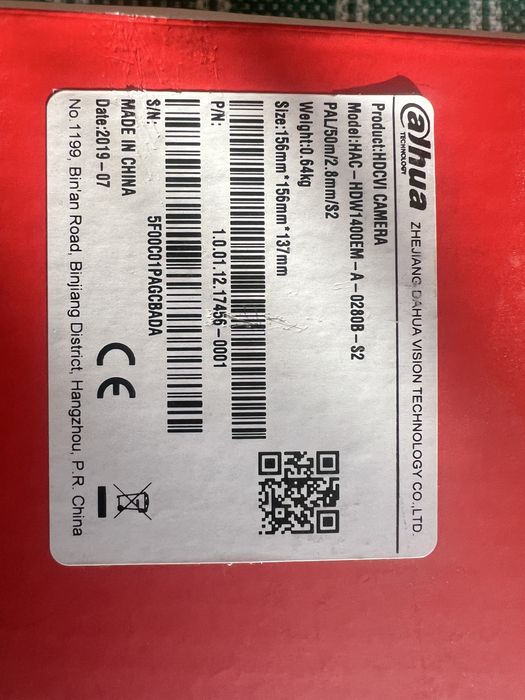 alhua
TECHNOLOGY
ZHEJIANG DAHUA VISION TECHNOLOGY CO.,LTD.
Product:HDCVI CAMERA
Model:HAC-HDW1400EM-A-0280B-S2
PAL/50m/2.8mm/S2
Weight:0.64kg
Size:156mm*156mm*137mm
P/N:
1.0.01.12.17456-0001
S/N:
5F00C01PAGCBADA
MADE IN CHINA
Date:2019-07
CE
No.1199, Bin'an Road, Binjiang District, Hangzhou, P.R. China